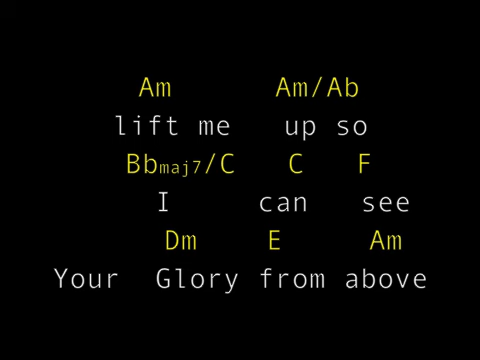 Am Am/Ab
lift me up so
Bbmaj7/C C F
I can see
Dm E Am
Your Glory from above